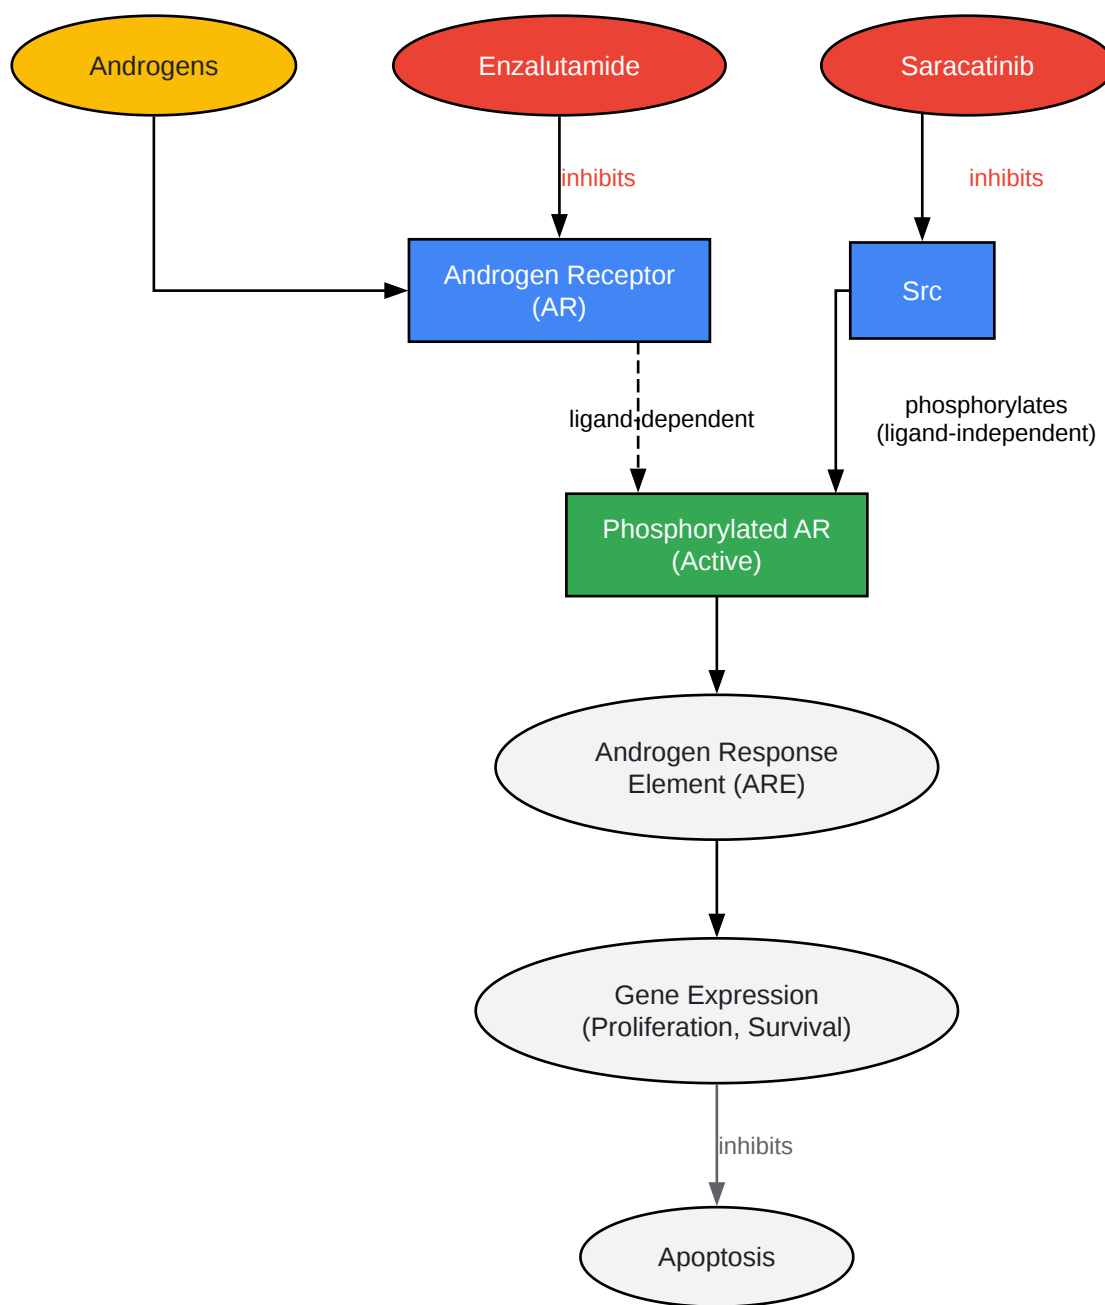 Androgens
Enzalutamide
Saracatinib
inhibits
inhibits
Androgen Receptor
(AR)
Src
ligand-dependent
phosphorylates
(ligand-independent)
Phosphorylated AR
(Active)
Androgen Response
Element (ARE)
Gene Expression
(Proliferation, Survival)
inhibits
Apoptosis